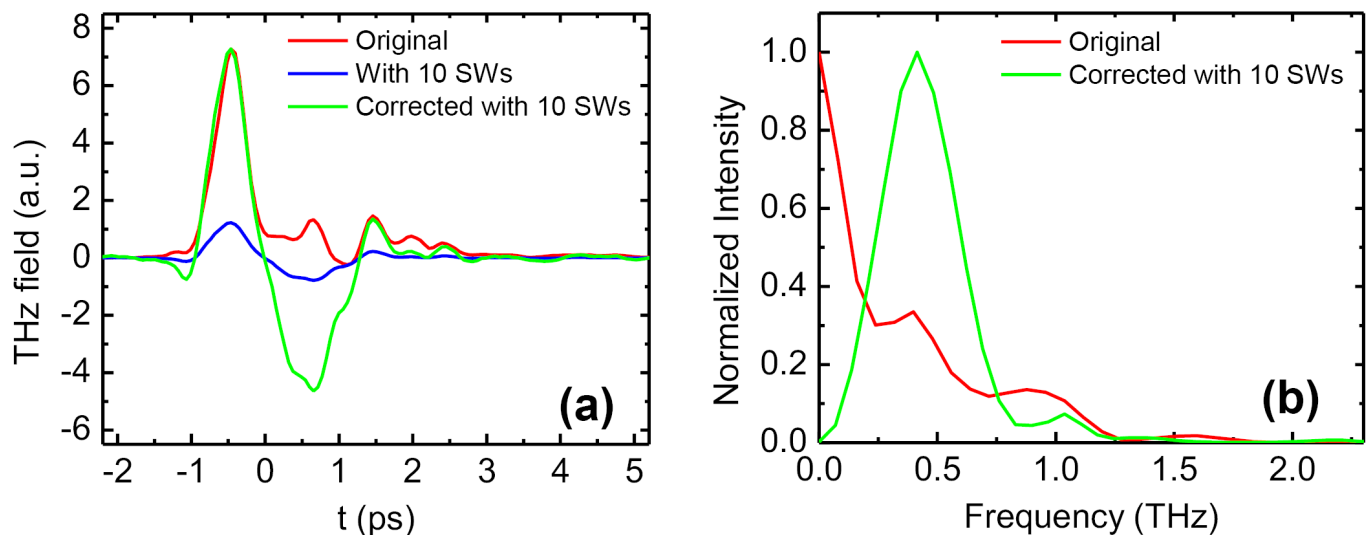 8
6
4
2
0
-2
-4
-6
THz field (a.u.)
Original
With 10 SWs
Corrected with 10 SWs
(a)
-2 -1 0 1 2 3 4 5
t (ps)
1.0
0.8
0.6
0.4
0.2
0.0
Normalized Intensity
Original
Corrected with 10 SWs
(b)
0.0 0.5 1.0 1.5 2.0
Frequency (THz)